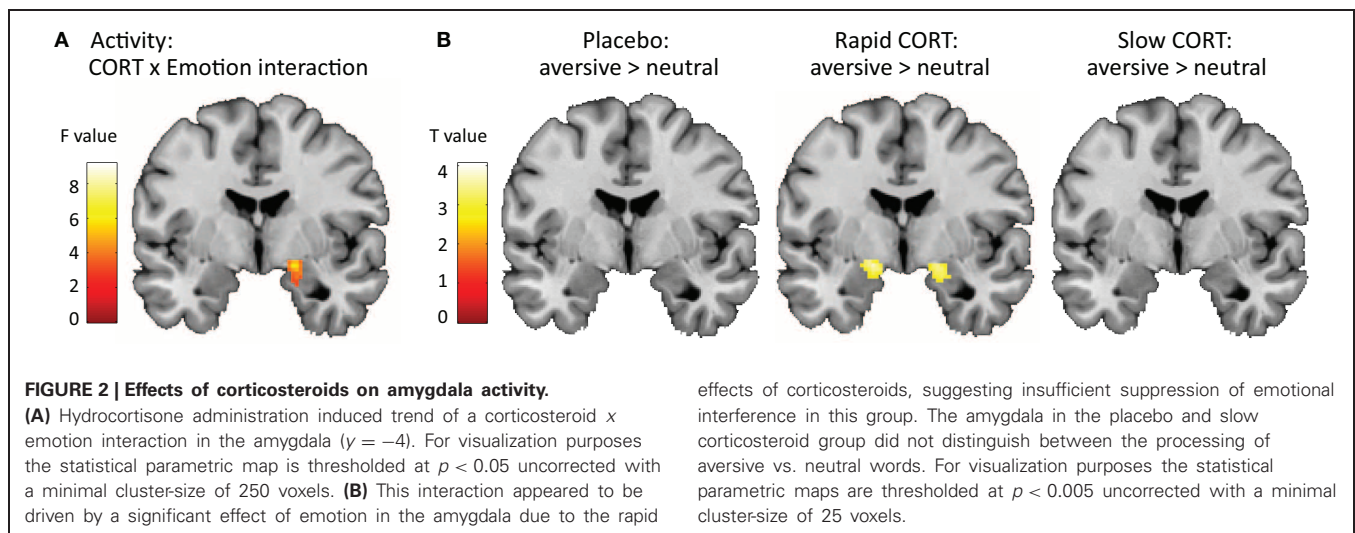 A Activity:
CORT x Emotion interaction
F value
8
6
4
2
0
B
Placebo:
aversive > neutral
Rapid CORT:
aversive > neutral
Slow CORT:
aversive > neutral
T value
4
3
2
1
0
FIGURE 2 | Effects of corticosteroids on amygdala activity.
(A) Hydrocortisone administration induced trend of a corticosteroid x
emotion interaction in the amygdala (y = −4). For visualization purposes
the statistical parametric map is thresholded at p < 0.05 uncorrected with
a minimal cluster-size of 250 voxels. (B) This interaction appeared to be
driven by a significant effect of emotion in the amygdala due to the rapid
effects of corticosteroids, suggesting insufficient suppression of emotional
interference in this group. The amygdala in the placebo and slow
corticosteroid group did not distinguish between the processing of
aversive vs. neutral words. For visualization purposes the statistical
parametric maps are thresholded at p < 0.005 uncorrected with a minimal
cluster-size of 25 voxels.